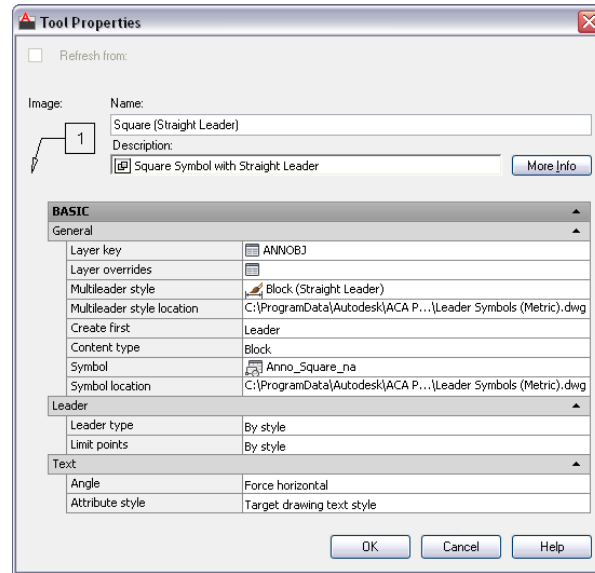 Tool Properties
Refresh from:
Image:
Name:
1
Square (Straight Leader)
Description:
Square Symbol with Straight Leader
More Info
BASIC
General
Layer key ANNOBJ
Layer overrides
Multileader style Block (Straight Leader)
Multileader style location C:\ProgramData\Autodesk\ACA P...\Leader Symbols (Metric).dwg
Create first Leader
Content type Block
Symbol Anno_Square_na
Symbol location C:\ProgramData\Autodesk\ACA P...\Leader Symbols (Metric).dwg
Leader
Leader type By style
Limit points By style
Text
Angle Force horizontal
Attribute style Target drawing text style
OK Cancel Help